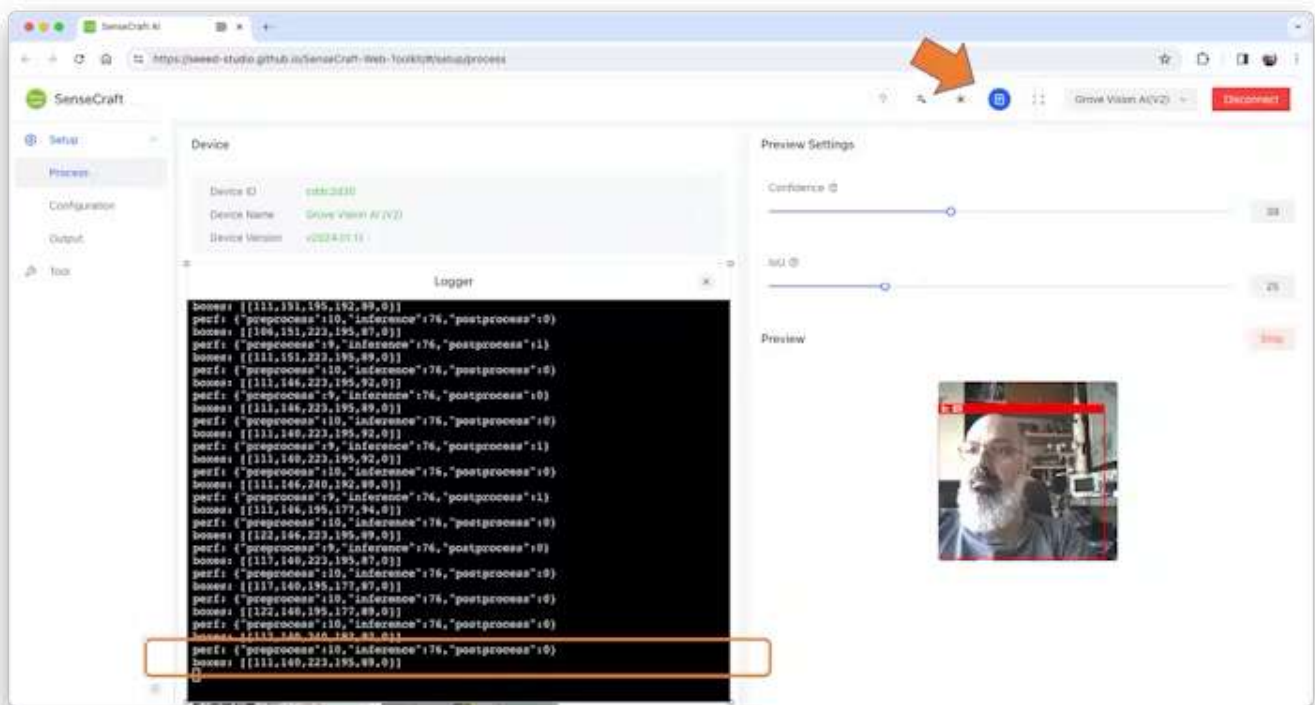 SenseCraft AI
https://seeed-studio.github.io/SenseCraft-Web-Toolkit/#/setup/process
SenseCraft
Grove Vision AI(V2)
Disconnect
Setup
Process
Configuration
Output
Tool
Device
Device ID
Device Name Grove Vision AI (V2)
Device Version
Logger
boxes: [[111,151,195,192,89,0]]
perf: {"preprocess":10,"inference":76,"postprocess":0}
boxes: [[106,151,223,195,87,0]]
perf: {"preprocess":9,"inference":76,"postprocess":1}
boxes: [[111,151,223,195,89,0]]
perf: {"preprocess":10,"inference":76,"postprocess":0}
boxes: [[111,146,223,195,92,0]]
perf: {"preprocess":9,"inference":76,"postprocess":0}
boxes: [[111,146,223,195,89,0]]
perf: {"preprocess":10,"inference":76,"postprocess":0}
boxes: [[111,140,223,195,92,0]]
perf: {"preprocess":9,"inference":76,"postprocess":1}
boxes: [[111,140,223,195,92,0]]
perf: {"preprocess":10,"inference":76,"postprocess":0}
boxes: [[111,146,240,192,89,0]]
perf: {"preprocess":9,"inference":76,"postprocess":1}
boxes: [[111,146,195,177,94,0]]
perf: {"preprocess":10,"inference":76,"postprocess":0}
boxes: [[122,146,223,195,89,0]]
perf: {"preprocess":9,"inference":76,"postprocess":0}
boxes: [[117,140,223,195,87,0]]
perf: {"preprocess":10,"inference":76,"postprocess":0}
boxes: [[117,140,195,177,87,0]]
perf: {"preprocess":10,"inference":76,"postprocess":0}
boxes: [[122,140,195,177,89,0]]
perf: {"preprocess":10,"inference":76,"postprocess":0}
boxes:
perf: {"preprocess":10,"inference":76,"postprocess":0}
boxes: [[111,140,223,195,89,0]]
Preview Settings
Confidence
IoU
25
Preview
Stop